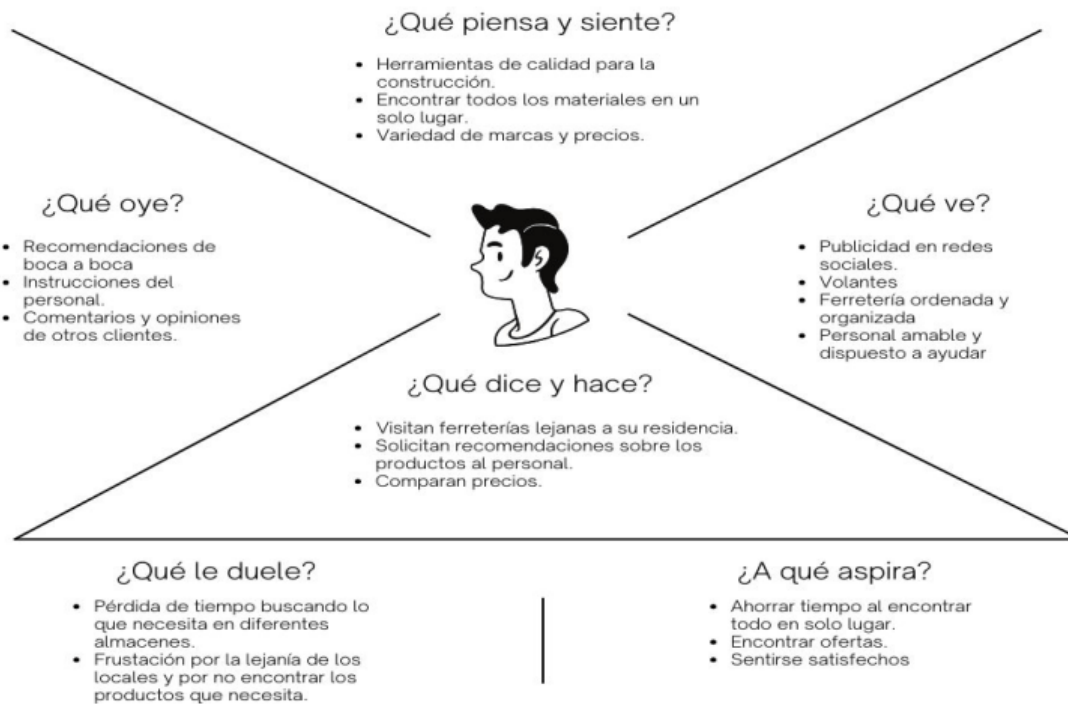 ¿Qué piensa y siente?
• Herramientas de calidad para la
construcción.
• Encontrar todos los materiales en un
solo lugar.
• Variedad de marcas y precios.
¿Qué oye?
• Recomendaciones de
boca a boca
• Instrucciones del
personal.
• Comentarios y opiniones
de otros clientes.
¿Qué ve?
• Publicidad en redes
sociales.
• Volantes
• Ferretería ordenada y
organizada
• Personal amable y
dispuesto a ayudar
¿Qué dice y hace?
• Visitan ferreterías lejanas a su residencia.
• Solicitan recomendaciones sobre los
productos al personal.
• Comparan precios.
¿Qué le duele?
• Pérdida de tiempo buscando lo
que necesita en diferentes
almacenes.
• Frustación por la lejanía de los
locales y por no encontrar los
productos que necesita.
¿A qué aspira?
• Ahorrar tiempo al encontrar
todo en solo lugar.
• Encontrar ofertas.
• Sentirse satisfechos